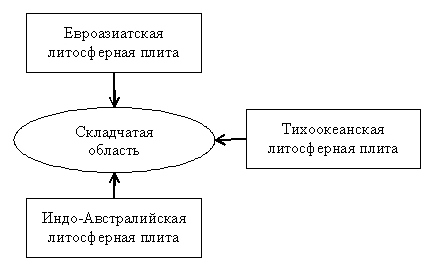 Евроазиатская
литосферная плита
Складчатая
область
Тихоокеанская
литосферная плита
Индо-Австралийская
литосферная плита